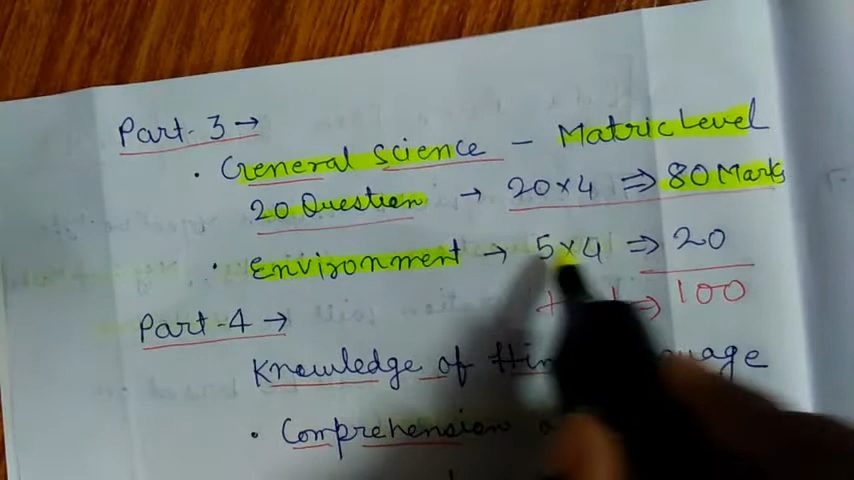 Part-3 →
• General Science - Matric Level
20 Question → 20×4 ⇒ 80 Marks
• Environment → 5×4 ⇒ 20
⇒ 100
Part-4 →
Knowledge of
• Comprehension